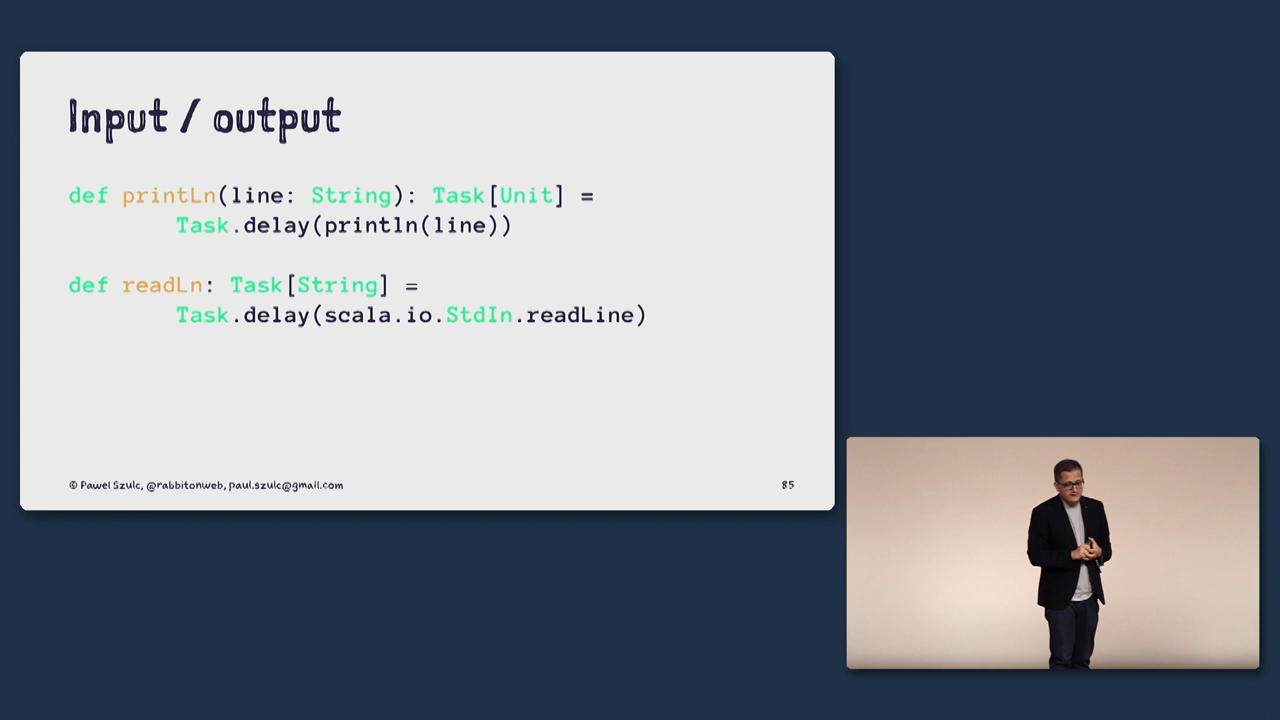 Input / output
def printLn(line: String): Task[Unit] =
Task.delay(println(line))
def readLn: Task[String] =
Task.delay(scala.io.StdIn.readLine)
© Pawel Szulc, @rabbitonweb, paul.szulc@gmail.com
85